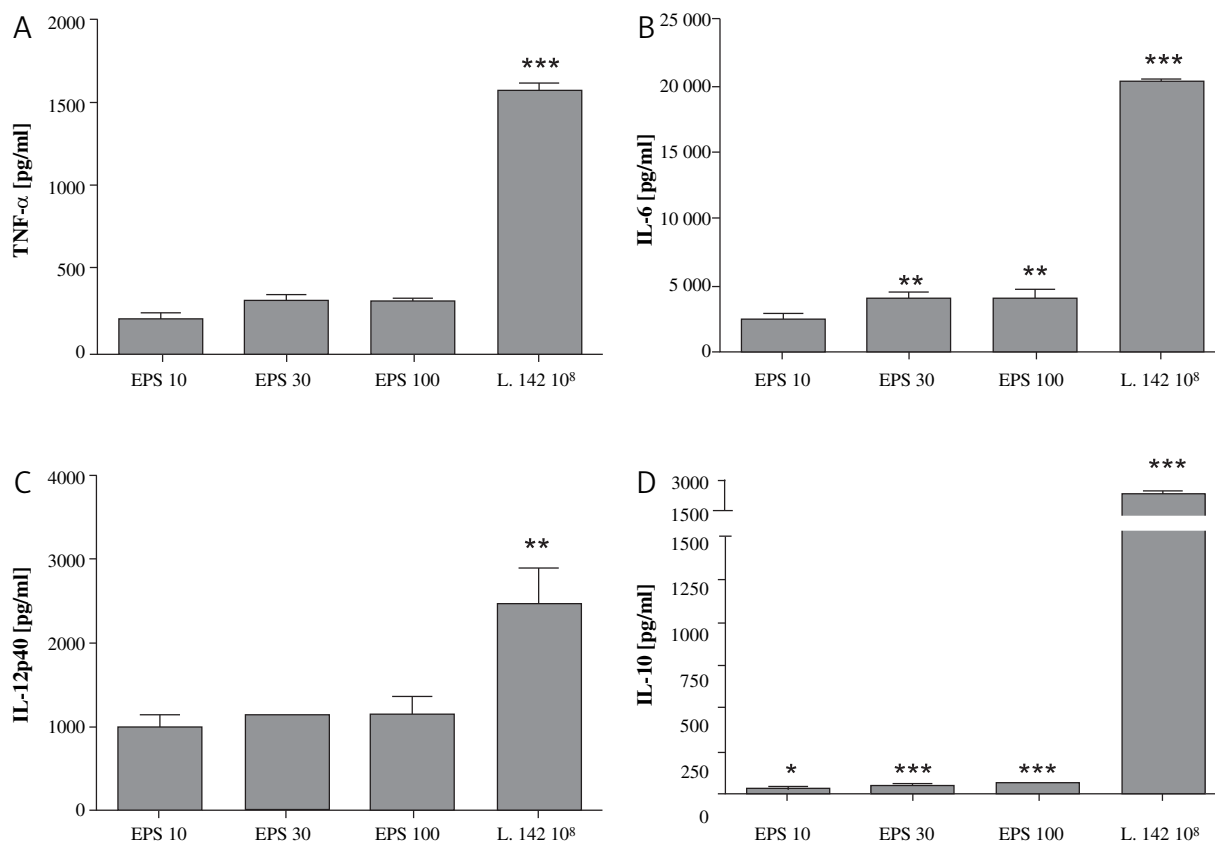 A
TNF-α [pg/ml]
2000
1500
1000
500
0
***
EPS 10 EPS 30 EPS 100 L. 142 10⁸
B
IL-6 [pg/ml]
25 000
20 000
15 000
10 000
5 000
0
** ** ***
EPS 10 EPS 30 EPS 100 L. 142 10⁸
C
IL-12p40 [pg/ml]
4000
3000
2000
1000
0
**
EPS 10 EPS 30 EPS 100 L. 142 10⁸
D
IL-10 [pg/ml]
3000
1500
1500
1250
1000
750
500
250
0
* *** *** ***
EPS 10 EPS 30 EPS 100 L. 142 10⁸